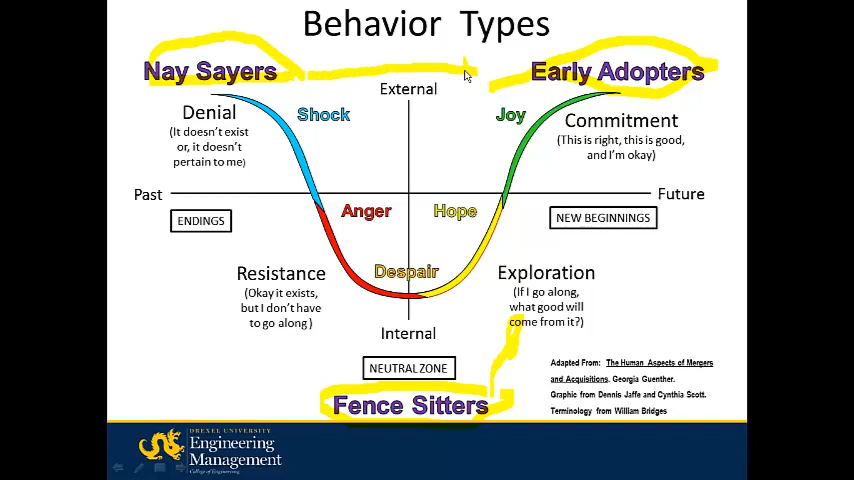 Behavior Types
Nay Sayers
Early Adopters
External
Denial
(It doesn't exist
or, it doesn't
pertain to me)
Shock
Joy
Commitment
(This is right, this is good,
and I'm okay)
Past
Future
ENDINGS
Anger
Hope
NEW BEGINNINGS
Resistance
(Okay it exists,
but I don't have
to go along)
Despair
Exploration
(If I go along,
what good will
come from it?)
Internal
NEUTRAL ZONE
Fence Sitters
Adapted From: The Human Aspects of Mergers
and Acquisitions. Georgia Guenther.
Graphic from Dennis Jaffe and Cynthia Scott.
Terminology from William Bridges
DREXEL UNIVERSITY
Engineering
Management
College of Engineering